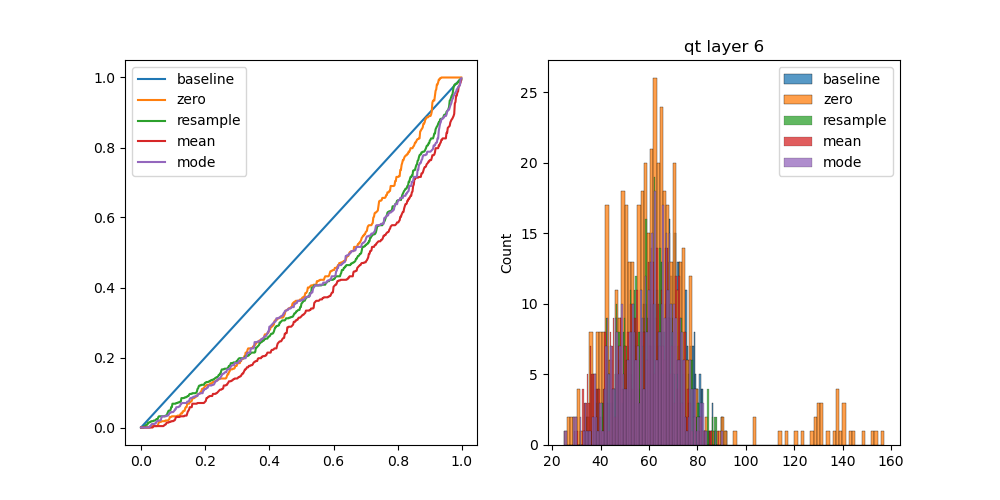 baseline
zero
resample
mean
mode
1.0
0.8
0.6
0.4
0.2
0.0
0.0 0.2 0.4 0.6 0.8 1.0
qt layer 6
baseline
zero
resample
mean
mode
Count
25
20
15
10
5
0
20 40 60 80 100 120 140 160